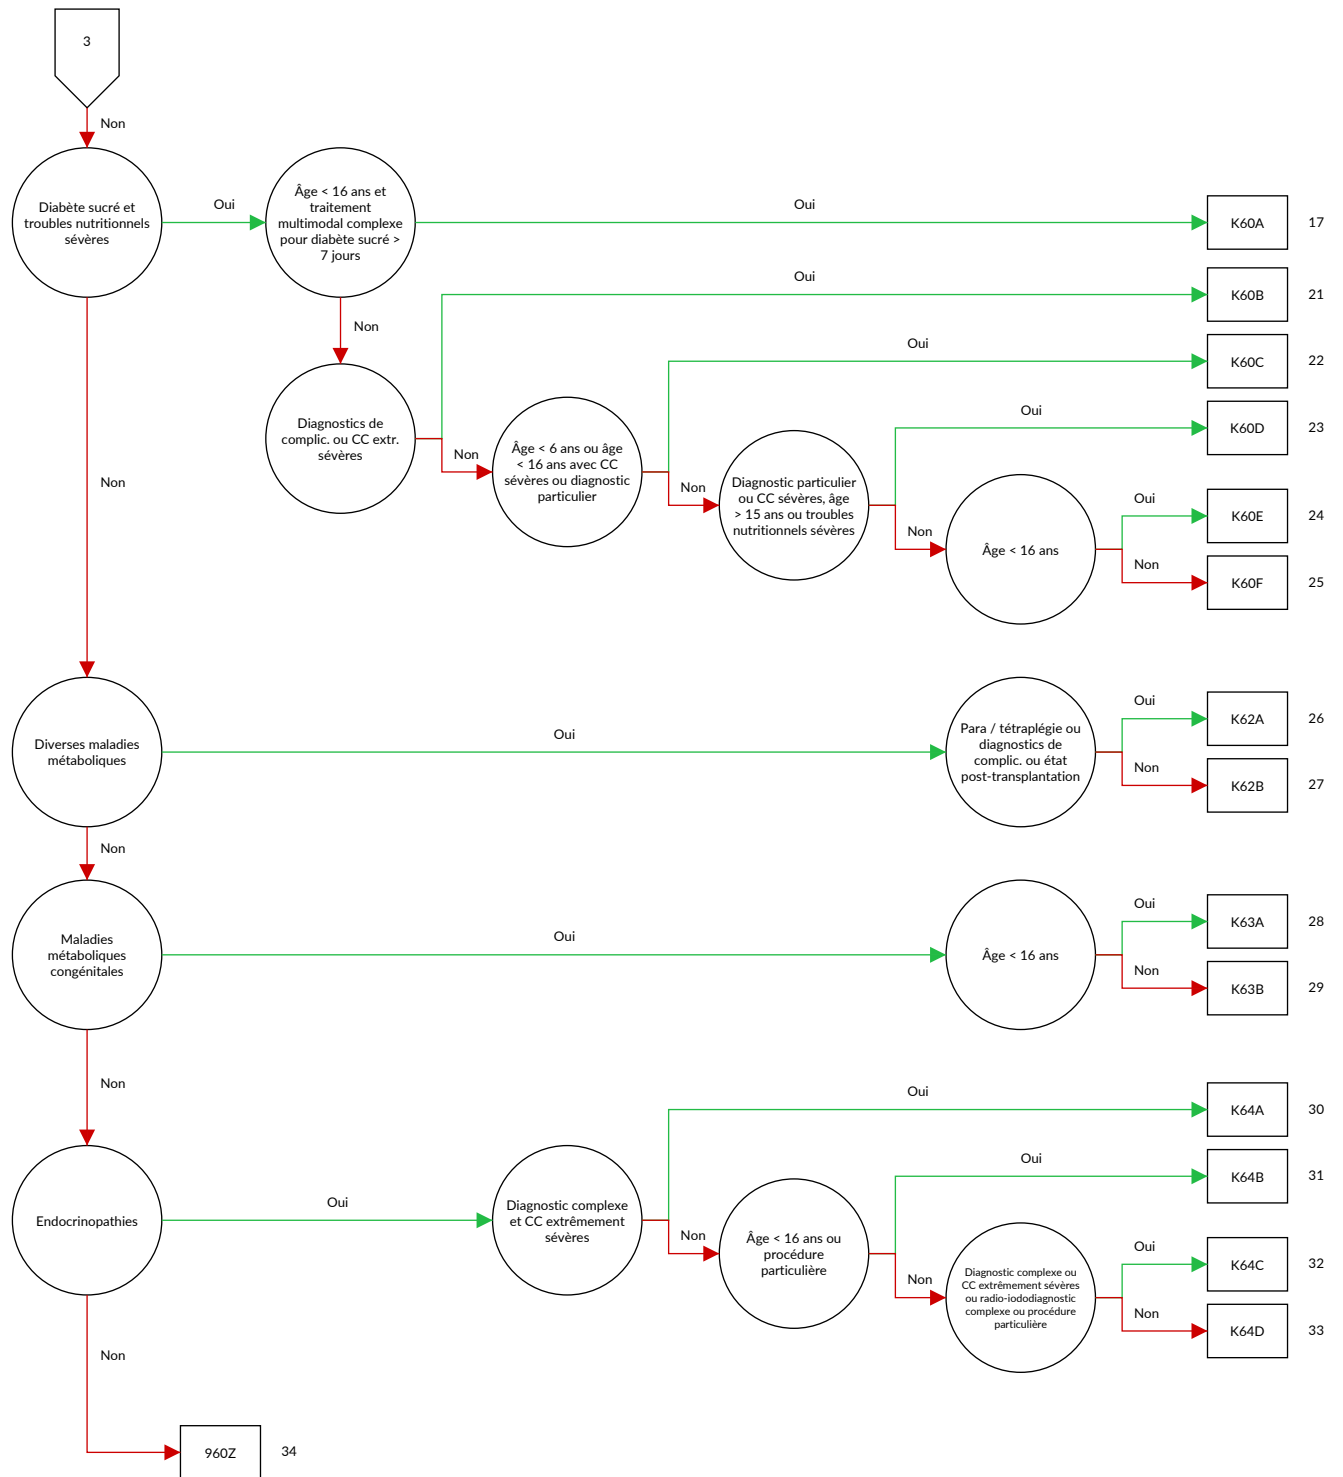 3
Non
Diabète sucré et
troubles nutritionnels
sévères
Oui
Âge < 16 ans et
traitement
multimodal complexe
pour diabète sucré >
7 jours
Oui
K60A
17
Oui
K60B
21
Non
Oui
K60C
22
Diagnostics de
complic. ou CC extr.
sévères
Non
Âge < 6 ans ou âge
< 16 ans avec CC
sévères ou diagnostic
particulier
Oui
K60D
23
Non
Diagnostic particulier
ou CC sévères, âge
> 15 ans ou troubles
nutritionnels sévères
Non
Âge < 16 ans
Oui
K60E
24
Non
K60F
25
Non
Diverses maladies
métaboliques
Oui
Para / tétraplégie ou
diagnostics de
complic. ou état
post-transplantation
Oui
K62A
26
Non
K62B
27
Non
Maladies
métaboliques
congénitales
Oui
Âge < 16 ans
Oui
K63A
28
Non
K63B
29
Non
Endocrinopathies
Oui
Diagnostic complexe
et CC extrêmement
sévères
Oui
K64A
30
Non
Âge < 16 ans ou
procédure
particulière
Oui
K64B
31
Non
Diagnostic complexe ou
CC extrêmement sévères
ou radio-iododiagnostic
complexe ou procédure
particulière
Oui
K64C
32
Non
K64D
33
Non
960Z
34